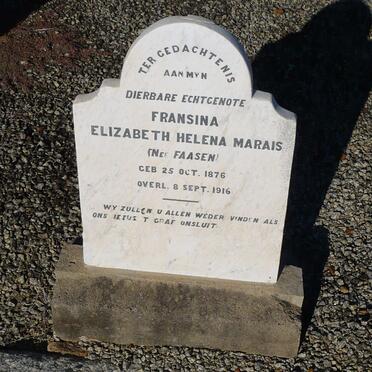 TER GEDACHTENIS
AAN MYN
DIERBARE ECHTGENOTE
FRANSINA
ELIZABETH HELENA MARAIS
(NEE FAASEN)
GEB 25 OCT. 1876
OVERL. 8 SEPT. 1916
WY ZULLEN U ALLEN WEDER VINDEN ALS
ONS JEZUS 'T GRAF ONSLUIT